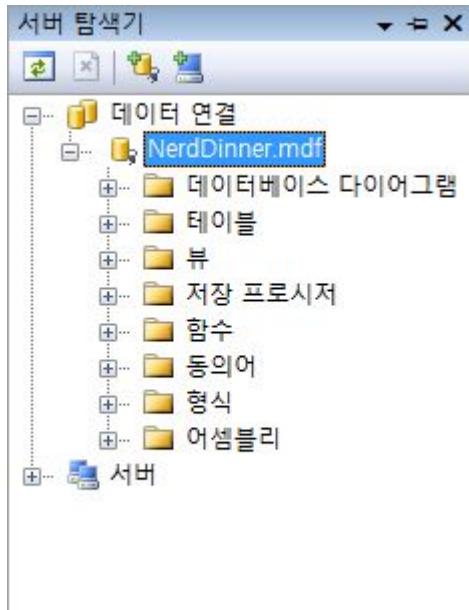 서버 탐색기
데이터 연결
NerdDinner.mdf
데이터베이스 다이어그램
테이블
뷰
저장 프로시저
함수
동의어
형식
어셈블리
서버